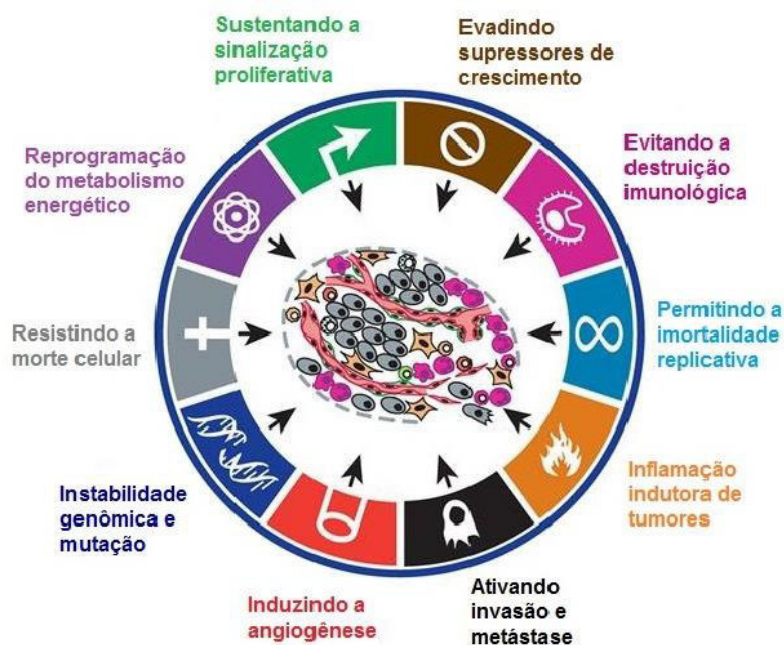 Sustentando a
sinalização
proliferativa
Evadindo
supressores de
crescimento
Evitando a
destruição
imunológica
Permitindo a
imortalidade
replicativa
Inflamação
indutora de
tumores
Ativando
invasão e
metástase
Induzindo a
angiogênese
Instabilidade
genômica e
mutação
Resistindo a
morte celular
Reprogramação
do metabolismo
energético